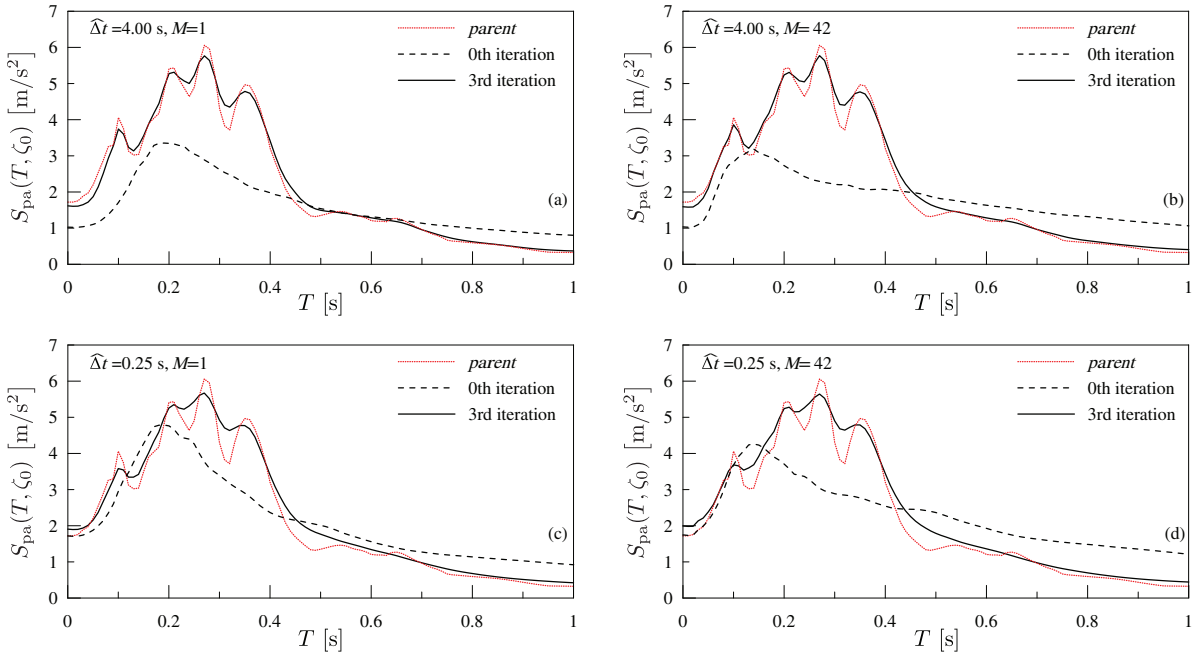 Δ̂t =4.00 s, M=1
parent
0th iteration
3rd iteration
(a)
S_pa(T, ζ_0) [m/s^2]
7
6
5
4
3
2
1
0
0 0.2 0.4 0.6 0.8 1
T [s]
Δ̂t =4.00 s, M=42
parent
0th iteration
3rd iteration
(b)
S_pa(T, ζ_0) [m/s^2]
7
6
5
4
3
2
1
0
0 0.2 0.4 0.6 0.8 1
T [s]
Δ̂t =0.25 s, M=1
parent
0th iteration
3rd iteration
(c)
S_pa(T, ζ_0) [m/s^2]
7
6
5
4
3
2
1
0
0 0.2 0.4 0.6 0.8 1
T [s]
Δ̂t =0.25 s, M=42
parent
0th iteration
3rd iteration
(d)
S_pa(T, ζ_0) [m/s^2]
7
6
5
4
3
2
1
0
0 0.2 0.4 0.6 0.8 1
T [s]